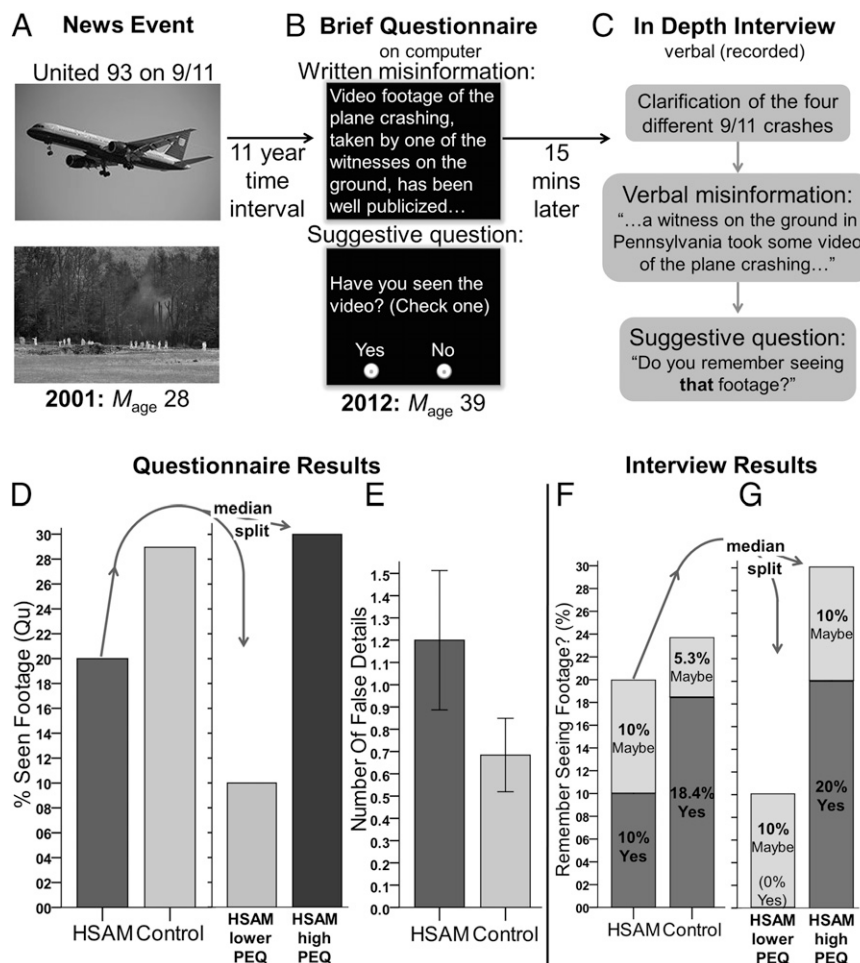 A News Event
United 93 on 9/11
2001: Mage 28
11 year
time
interval
B Brief Questionnaire
on computer
Written misinformation:
Video footage of the
plane crashing,
taken by one of the
witnesses on the
ground, has been
well publicized...
Suggestive question:
Have you seen the
video? (Check one)
Yes No
2012: Mage 39
15
mins
later
C In Depth Interview
verbal (recorded)
Clarification of the four
different 9/11 crashes
Verbal misinformation:
“...a witness on the ground in
Pennsylvania took some video
of the plane crashing...”
Suggestive question:
“Do you remember seeing
that footage?”
Questionnaire Results
D
median
split
% Seen Footage (Qu)
30
28
26
24
22
20
18
16
14
12
10
08
06
04
02
00
HSAM Control
HSAM
lower
PEQ
HSAM
high
PEQ
E
Number Of False Details
1.5
1.4
1.3
1.2
1.1
1.0
0.9
0.8
0.7
0.6
0.5
0.4
0.3
0.2
0.1
0.0
HSAM Control
Interview Results
F
Remember Seeing Footage? (%)
30
28
26
24
22
20
18
16
14
12
10
08
06
04
02
00
10%
Maybe
10%
Yes
5.3%
Maybe
18.4%
Yes
HSAM Control
G
median
split
10%
Maybe
(0%
Yes)
10%
Maybe
20%
Yes
HSAM
lower
PEQ
HSAM
high
PEQ